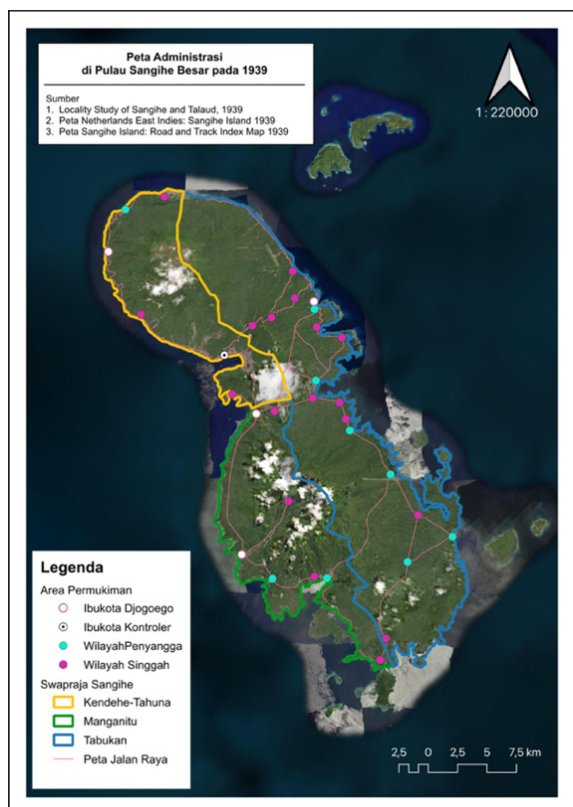 Peta Administrasi
di Pulau Sangihe Besar pada 1939
Sumber
1. Locality Study of Sangihe and Talaud, 1939
2. Peta Netherlands East Indies: Sangihe Island 1939
3. Peta Sangihe Island: Road and Track Index Map 1939
1: 220000
Legenda
Area Permukiman
Ibukota Djogoego
Ibukota Kontroler
WilayahPenyangga
Wilayah Singgah
Swapraja Sangihe
Kendehe-Tahuna
Manganitu
Tabukan
Peta Jalan Raya
2,5 0 2,5 5 7,5 km